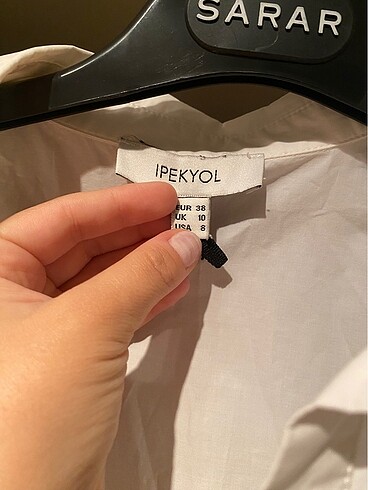 SARAR
IPEKYOL
EUR 38
UK 10
USA 8